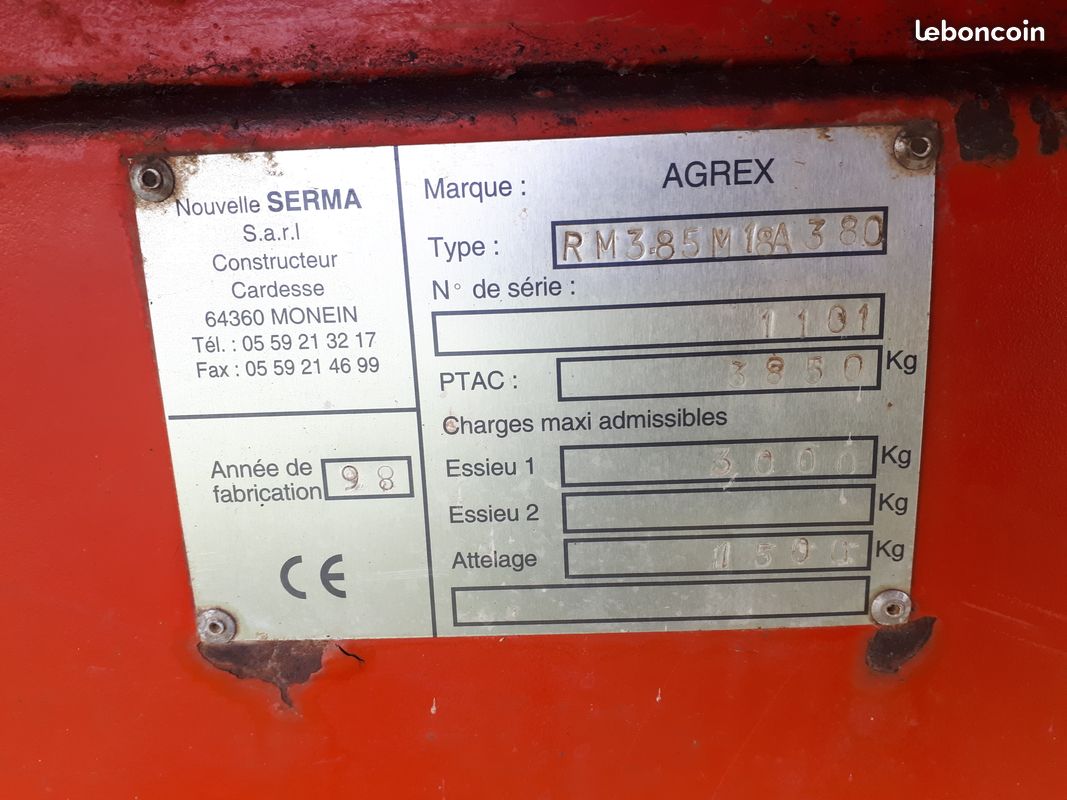 leboncoin
Nouvelle SERMA
S.a.r.l
Constructeur
Cardesse
64360 MONEIN
Tél. : 05 59 21 32 17
Fax : 05 59 21 46 99
Année de
fabrication 98
CE
Marque : AGREX
Type : RM3.85M18A380
N° de série :
1101
PTAC : 3850 Kg
Charges maxi admissibles
Essieu 1 3000 Kg
Essieu 2 Kg
Attelage 1500 Kg